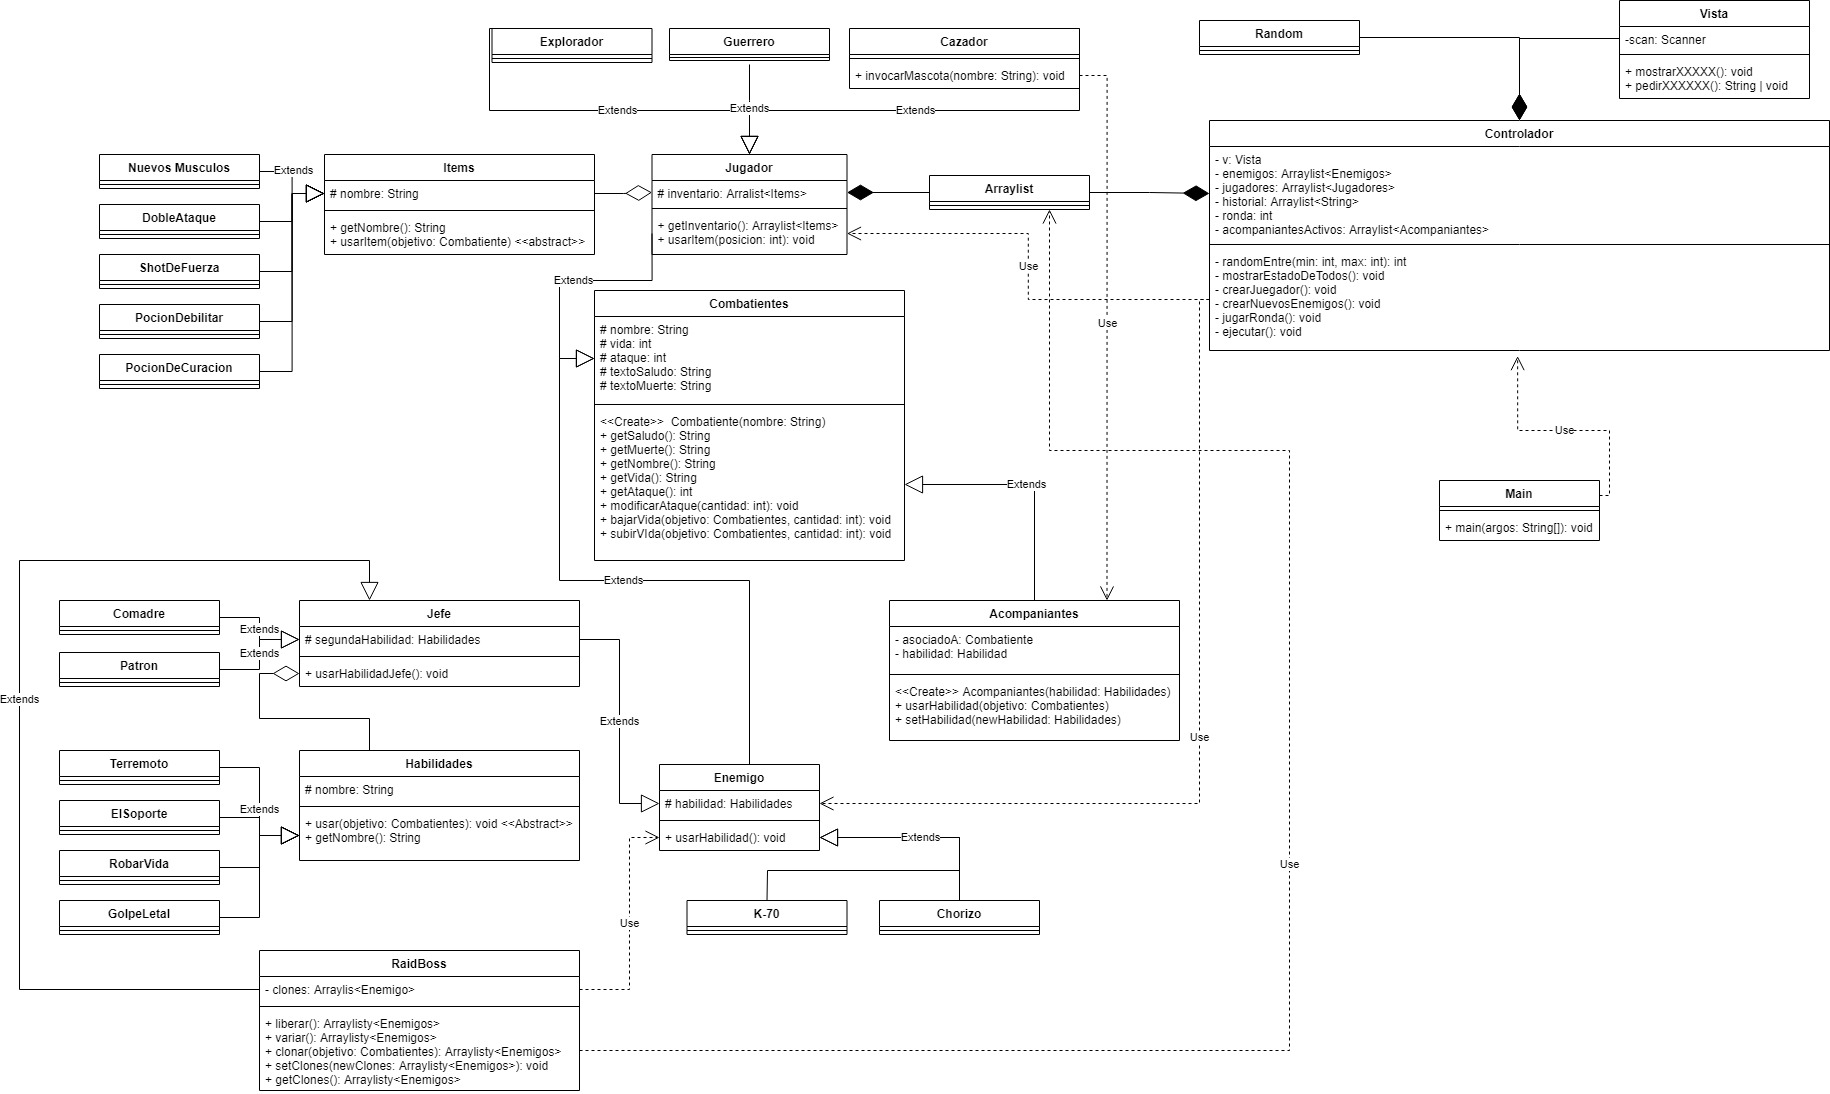 Explorador
Guerrero
Cazador
+ invocarMascota(nombre: String): void
Extends
Extends
Extends
Random
Vista
-scan: Scanner
+ mostrarXXXXX(): void
+ pedirXXXXXX(): String | void
Controlador
- v: Vista
- enemigos: Arraylist<Enemigos>
- jugadores: Arraylist<Jugadores>
- historial: Arraylist<String>
- ronda: int
- acompaniantesActivos: Arraylist<Acompaniantes>
- randomEntre(min: int, max: int): int
- mostrarEstadoDeTodos(): void
- crearJuegador(): void
- crearNuevosEnemigos(): void
- jugarRonda(): void
- ejecutar(): void
Nuevos Musculos
Extends
DobleAtaque
ShotDeFuerza
PocionDebilitar
PocionDeCuracion
Items
# nombre: String
+ getNombre(): String
+ usarItem(objetivo: Combatiente) <<abstract>>
Jugador
# inventario: Arralist<Items>
+ getInventario(): Arraylist<Items>
+ usarItem(posicion: int): void
Arraylist
Use
Extends
Use
Combatientes
# nombre: String
# vida: int
# ataque: int
# textoSaludo: String
# textoMuerte: String
<<Create>>  Combatiente(nombre: String)
+ getSaludo(): String
+ getMuerte(): String
+ getNombre(): String
+ getVida(): String
+ getAtaque(): int
+ modificarAtaque(cantidad: int): void
+ bajarVida(objetivo: Combatientes, cantidad: int): void
+ subirVIda(objetivo: Combatientes, cantidad: int): void
Extends
Use
Main
+ main(argos: String[]): void
Extends
Comadre
Patron
Extends
Extends
Extends
Jefe
# segundaHabilidad: Habilidades
+ usarHabilidadJefe(): void
Extends
Acompaniantes
- asociadoA: Combatiente
- habilidad: Habilidad
<<Create>> Acompaniantes(habilidad: Habilidades)
+ usarHabilidad(objetivo: Combatientes)
+ setHabilidad(newHabilidad: Habilidades)
Use
Terremoto
ElSoporte
RobarVida
GolpeLetal
Extends
Habilidades
# nombre: String
+ usar(objetivo: Combatientes): void <<Abstract>>
+ getNombre(): String
Enemigo
# habilidad: Habilidades
+ usarHabilidad(): void
Extends
Use
K-70
Chorizo
Use
RaidBoss
- clones: Arraylis<Enemigo>
+ liberar(): Arraylisty<Enemigos>
+ variar(): Arraylisty<Enemigos>
+ clonar(objetivo: Combatientes): Arraylisty<Enemigos>
+ setClones(newClones: Arraylisty<Enemigos>): void
+ getClones(): Arraylisty<Enemigos>